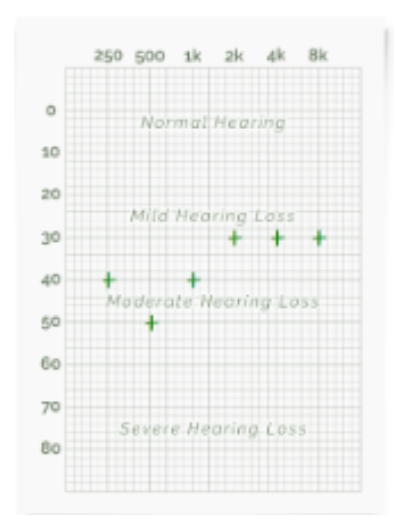 250 500 1k 2k 4k 8k
0
Normal Hearing
10
20
Mild Hearing Loss
30
40
Moderate Hearing Loss
50
60
70
Severe Hearing Loss
80